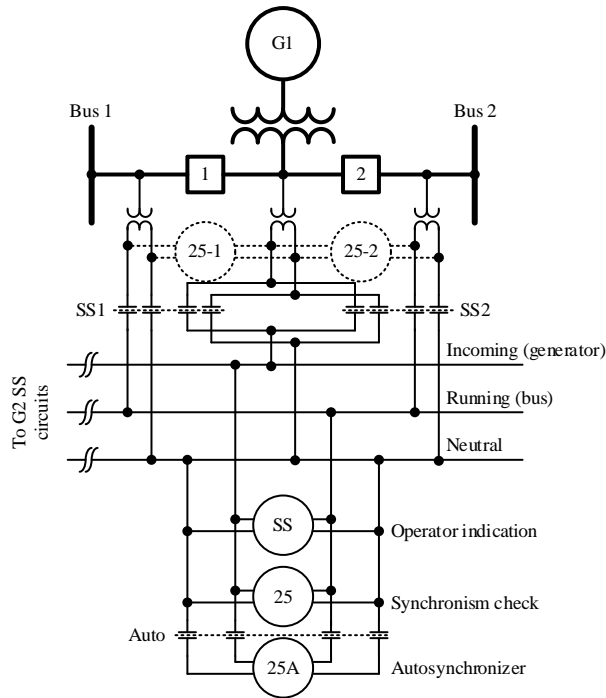 G1
Bus 1
Bus 2
1
2
25-1
25-2
SS1
SS2
Incoming (generator)
To G2 SS
circuits
Running (bus)
Neutral
SS
Operator indication
25
Synchronism check
Auto
25A
Autosynchronizer